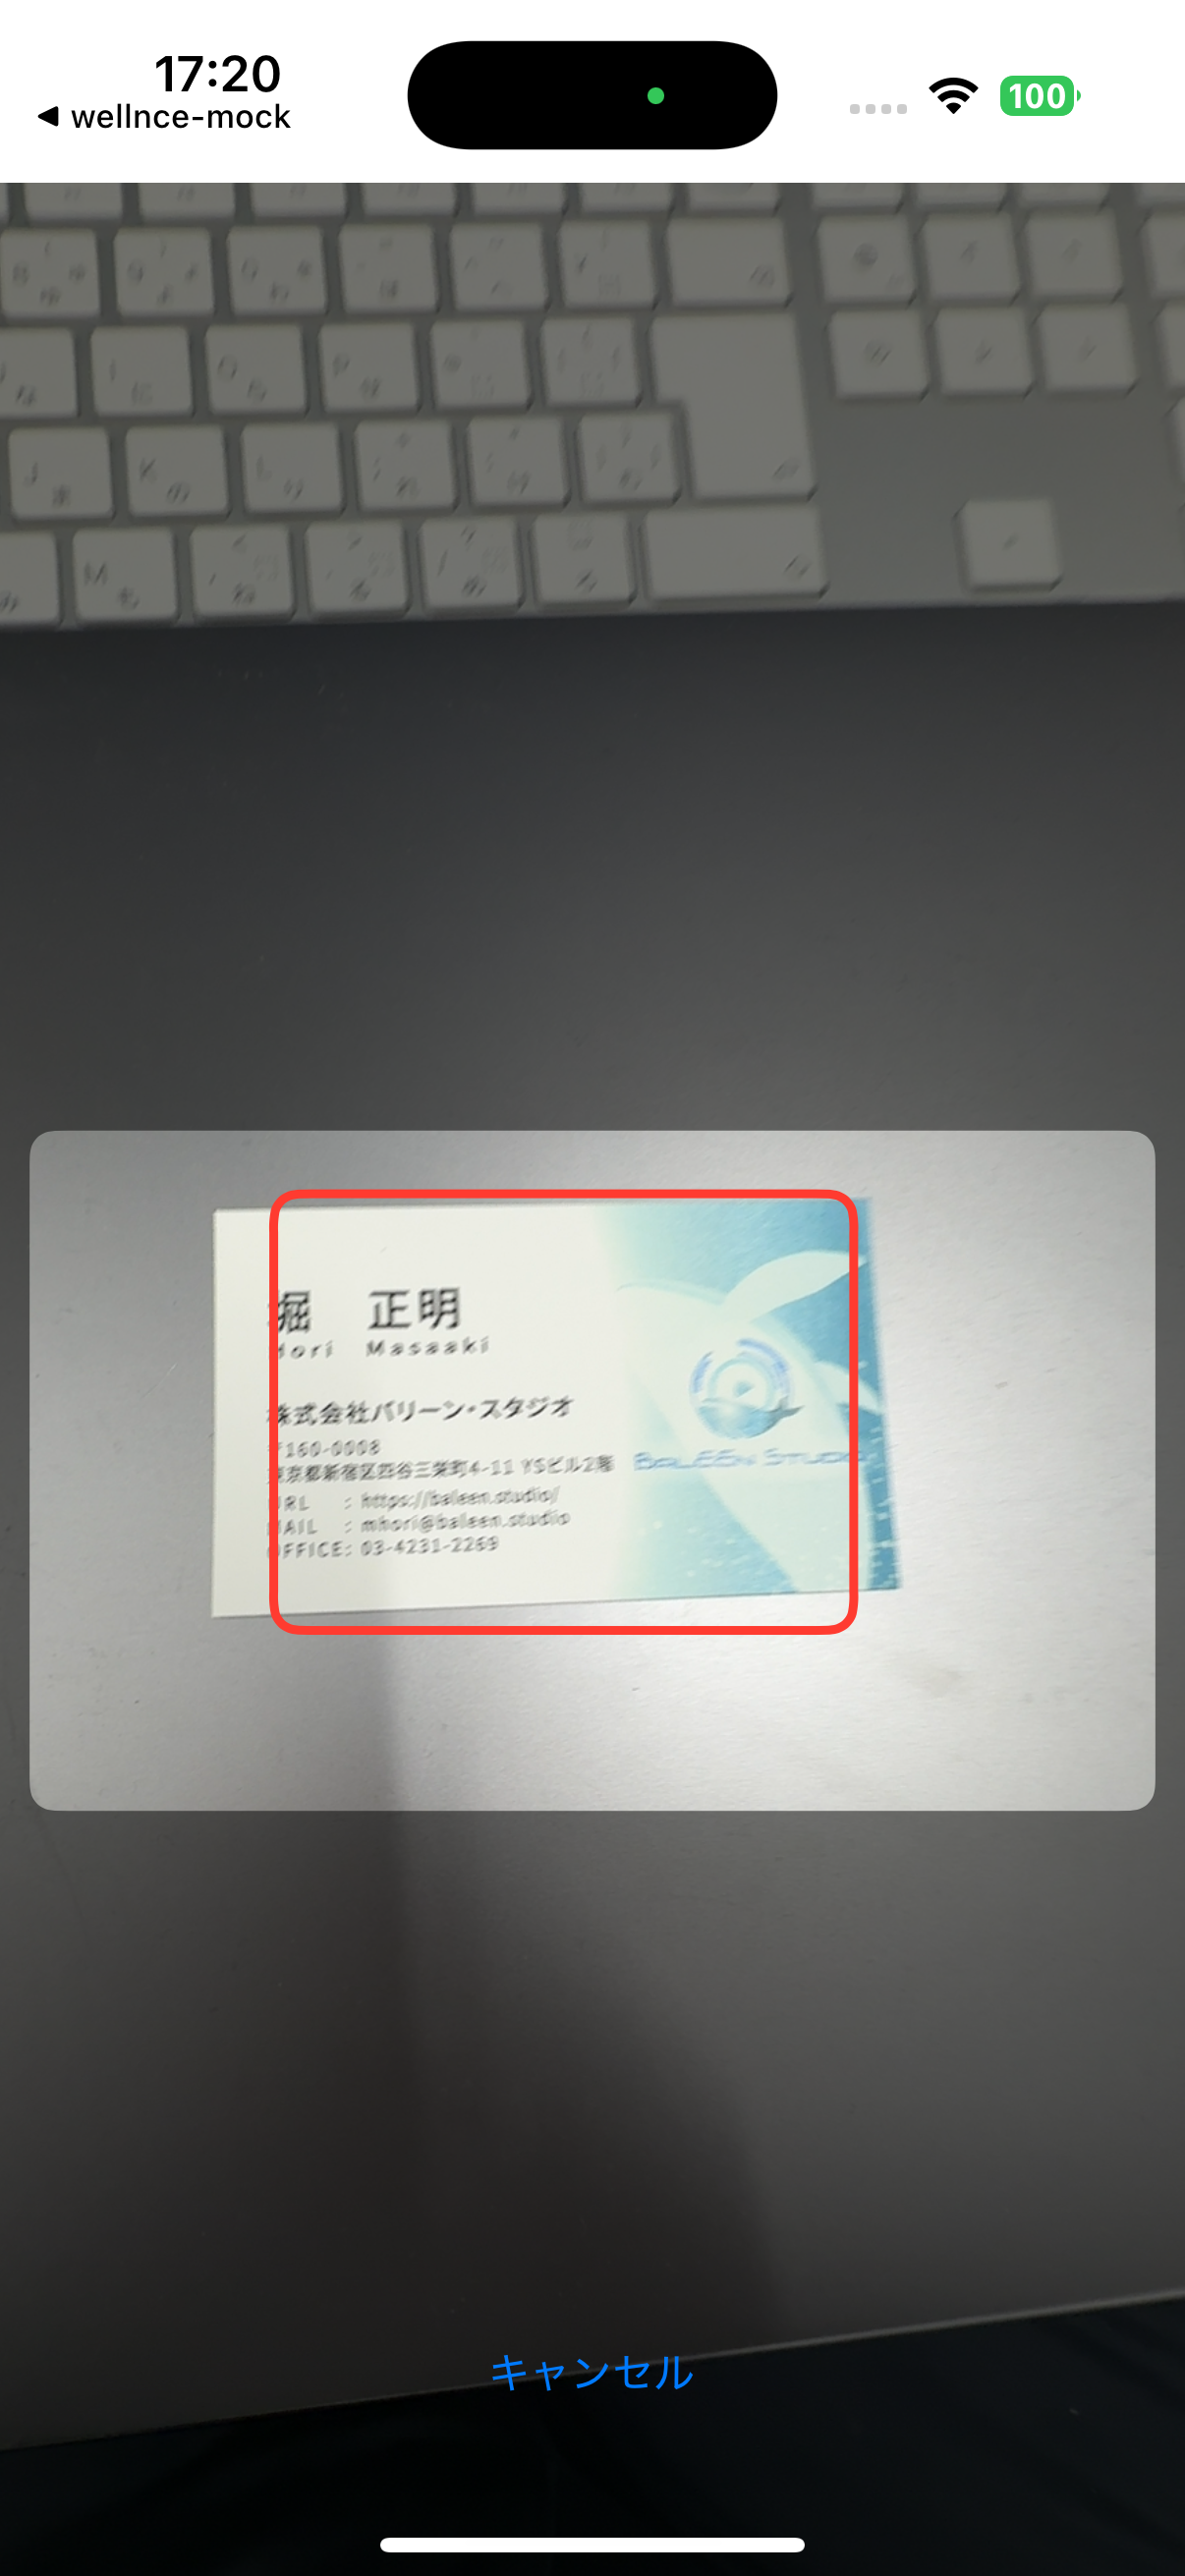 17:20
◀ wellnce-mock
100
堀 正明
Hori Masaaki
株式会社バリーン・スタジオ
〒160-0008
東京都新宿区四谷三栄町4-11 YSビル2階
URL : https://baleen.studio/
MAIL : mhori@baleen.studio
OFFICE: 03-4231-2269
BALEEN STUDIO
キャンセル